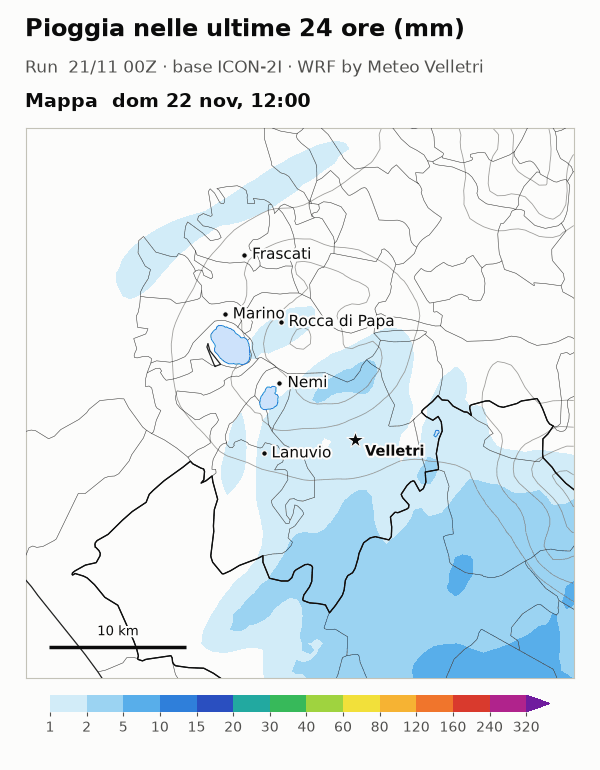 Pioggia nelle ultime 24 ore (mm)
Run  21/11 00Z · base ICON-2I · WRF by Meteo Velletri
Mappa  dom 22 nov, 12:00
Frascati
Marino
Rocca di Papa
Nemi
Velletri
Lanuvio
10 km
1 2 5 10 15 20 30 40 60 80 120 160 240 320